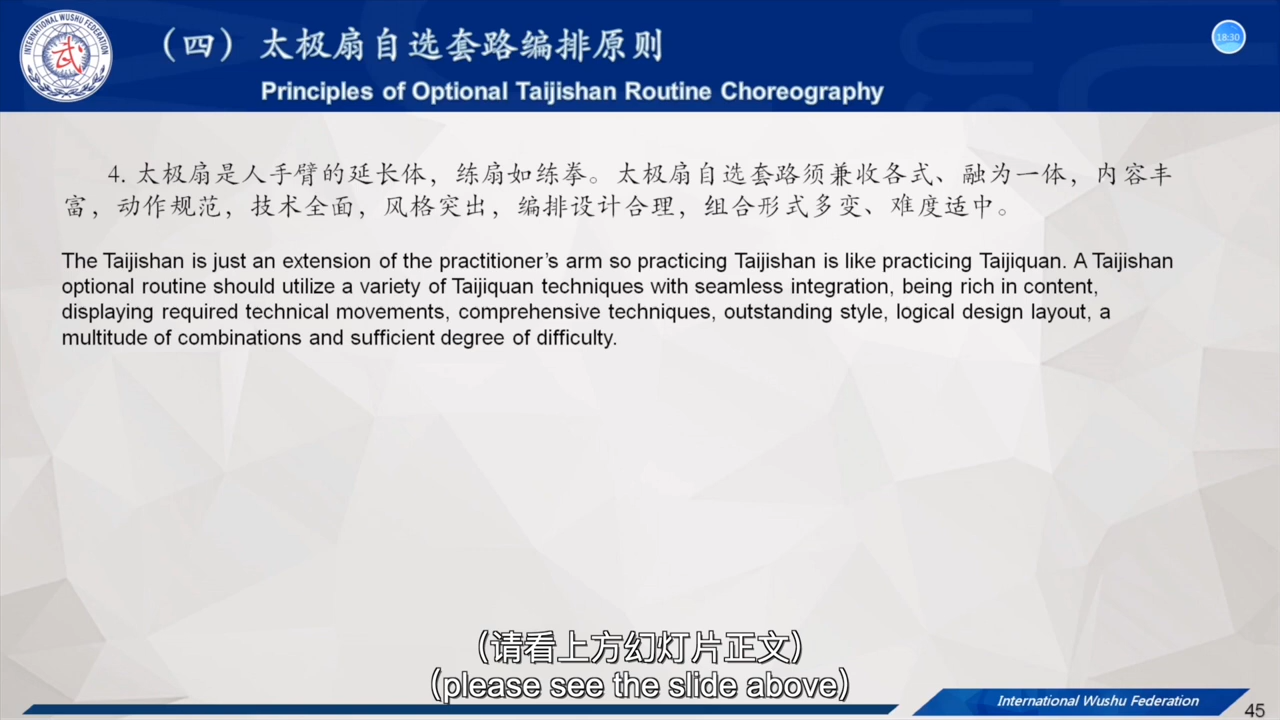 INTERNATIONAL WUSHU FEDERATION
武
（四）太极扇自选套路编排原则
18:30
Principles of Optional Taijishan Routine Choreography
4. 太极扇是人手臂的延长体，练扇如练拳。太极扇自选套路须兼收各式、融为一体，内容丰
富，动作规范，技术全面，风格突出，编排设计合理，组合形式多变、难度适中。
The Taijishan is just an extension of the practitioner’s arm so practicing Taijishan is like practicing Taijiquan. A Taijishan
optional routine should utilize a variety of Taijiquan techniques with seamless integration, being rich in content,
displaying required technical movements, comprehensive techniques, outstanding style, logical design layout, a
multitude of combinations and sufficient degree of difficulty.
（请看上方幻灯片正文）
（please see the slide above）
International Wushu Federation
45